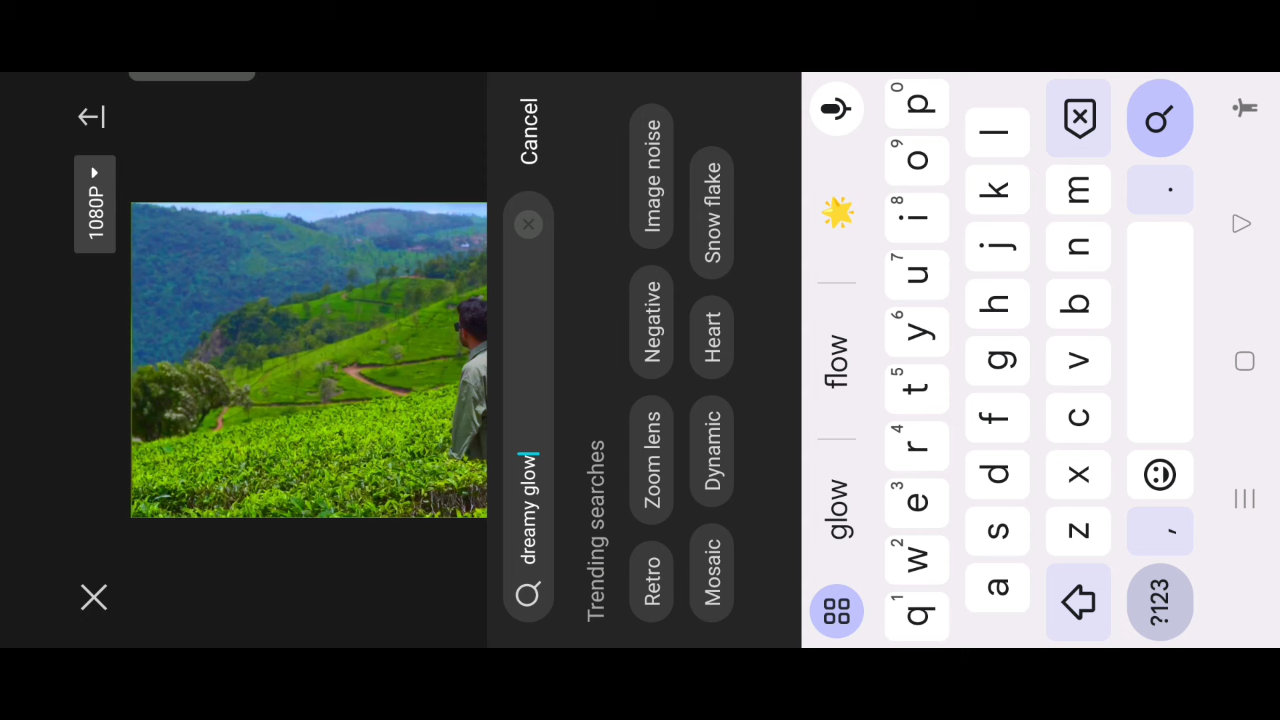 1080P
dreamy glow
Cancel
Trending searches
Retro Zoom lens Negative Image noise
Mosaic Dynamic Heart Snow flake
glow flow 🌟
1 2 3 4 5 6 7 8 9 0
q w e r t y u i o p
a s d f g h j k l
z x c v b n m
?123 , .